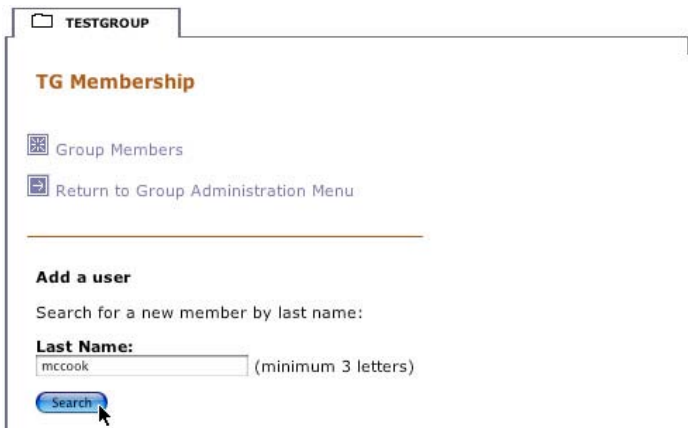 TESTGROUP
TG Membership
Group Members
Return to Group Administration Menu
Add a user
Search for a new member by last name:
Last Name:
mccook (minimum 3 letters)
Search